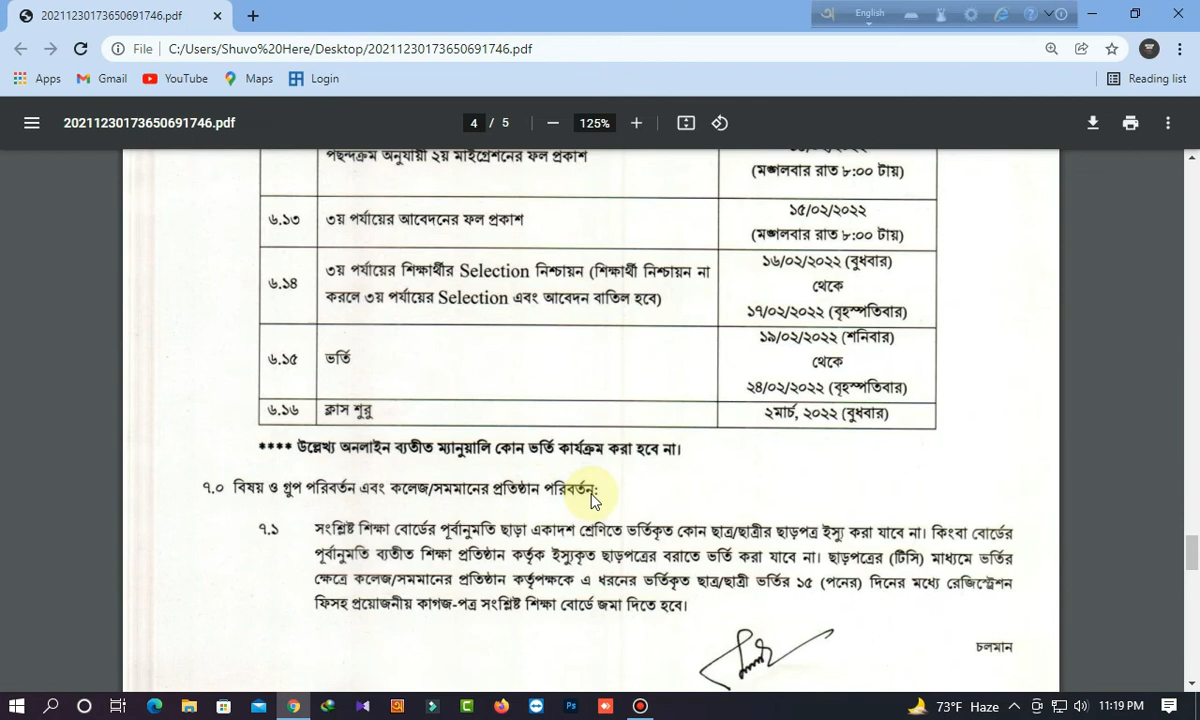 20211230173650691746.pdf
English
File C:/Users/Shuvo%20Here/Desktop/20211230173650691746.pdf
Apps Gmail YouTube Maps Login Reading list
20211230173650691746.pdf 4 / 5 125%
পছন্দক্রম অনুযায়ী ২য় মাইগ্রেশনের ফল প্রকাশ
(মঙ্গলবার রাত ৮:০০ টায়)
৬.১৩ ৩য় পর্যায়ের আবেদনের ফল প্রকাশ
১৫/০২/২০২২
(মঙ্গলবার রাত ৮:০০ টায়)
৬.১৪
৩য় পর্যায়ের শিক্ষার্থীর Selection নিশ্চায়ন (শিক্ষার্থী নিশ্চায়ন না
করলে ৩য় পর্যায়ের Selection এবং আবেদন বাতিল হবে)
১৬/০২/২০২২ (বুধবার)
থেকে
১৭/০২/২০২২ (বৃহস্পতিবার)
৬.১৫ ভর্তি
১৯/০২/২০২২ (শনিবার)
থেকে
২৪/০২/২০২২ (বৃহস্পতিবার)
৬.১৬ ক্লাস শুরু ২মার্চ, ২০২২ (বুধবার)
**** উল্লেখ্য অনলাইন ব্যতীত ম্যানুয়ালি কোন ভর্তি কার্যক্রম করা হবে না।
৭.০ বিষয় ও গ্রুপ পরিবর্তন এবং কলেজ/সমমানের প্রতিষ্ঠান পরিবর্তন:
৭.১ সংশ্লিষ্ট শিক্ষা বোর্ডের পূর্বানুমতি ছাড়া একাদশ শ্রেণিতে ভর্তিকৃত কোন ছাত্র/ছাত্রীর ছাড়পত্র ইস্যু করা যাবে না। কিংবা বোর্ডের
পূর্বানুমতি ব্যতীত শিক্ষা প্রতিষ্ঠান কর্তৃক ইস্যুকৃত ছাড়পত্রের বরাতে ভর্তি করা যাবে না। ছাড়পত্রের (টিসি) মাধ্যমে ভর্তির
ক্ষেত্রে কলেজ/সমমানের প্রতিষ্ঠান কর্তৃপক্ষকে এ ধরনের ভর্তিকৃত ছাত্র/ছাত্রী ভর্তির ১৫ (পনের) দিনের মধ্যে রেজিস্ট্রেশন
ফিসহ প্রয়োজনীয় কাগজ-পত্র সংশ্লিষ্ট শিক্ষা বোর্ডে জমা দিতে হবে।
চলমান
73°F Haze 11:19 PM